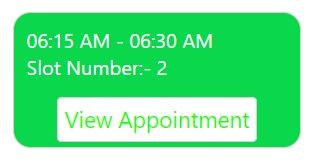 06:15 AM - 06:30 AM
Slot Number:- 2
View Appointment